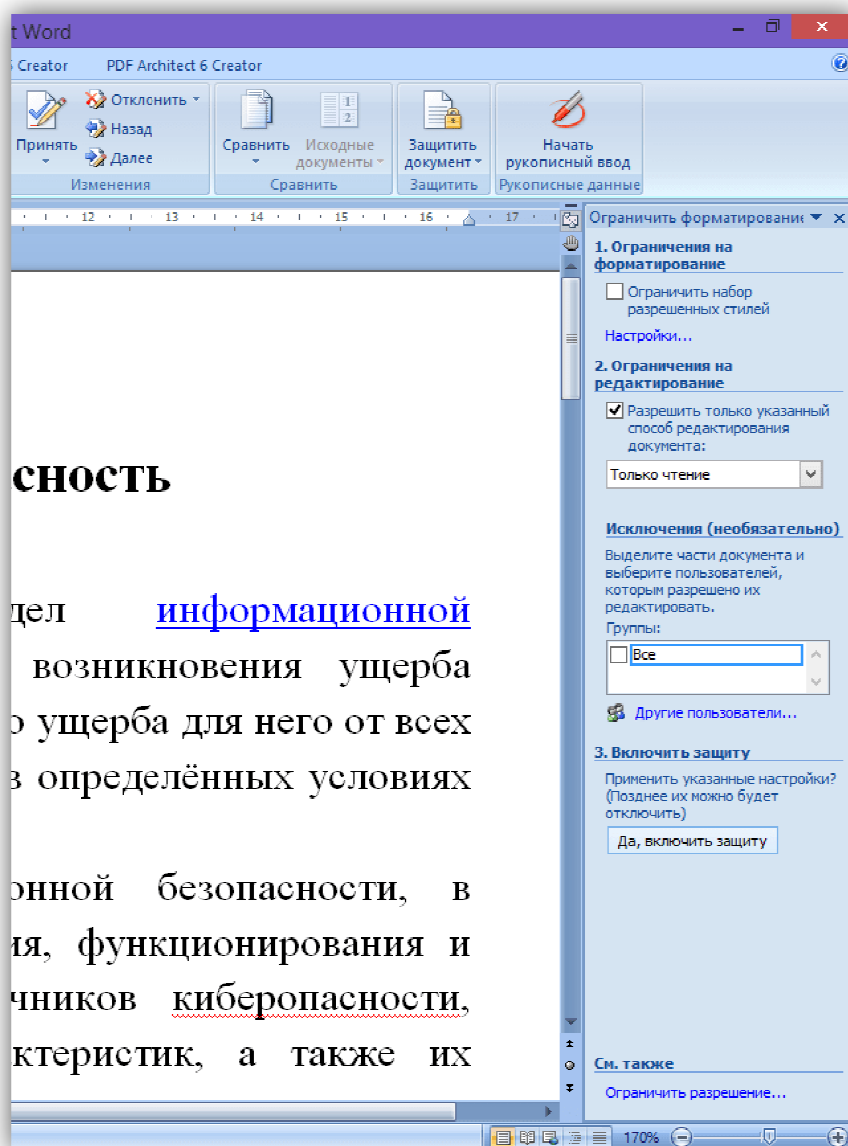 t Word
Creator PDF Architect 6 Creator
Принять
Отклонить
Назад
Далее
Изменения
Сравнить
Исходные документы
Сравнить
Защитить документ
Защитить
Начать рукописный ввод
Рукописные данные
12 13 14 15 16 17
Ограничить форматировани
1. Ограничения на
форматирование
Ограничить набор
разрешенных стилей
Настройки...
2. Ограничения на
редактирование
Разрешить только указанный
способ редактирования
документа:
Только чтение
Исключения (необязательно)
Выделите части документа и
выберите пользователей,
которым разрешено их
редактировать.
Группы:
Все
Другие пользователи...
3. Включить защиту
Применить указанные настройки?
(Позднее их можно будет
отключить)
Да, включить защиту
См. также
Ограничить разрешение...
сность
дел информационной
возникновения ущерба
о ущерба для него от всех
в определённых условиях
онной безопасности, в
ия, функционирования и
чников киберопасности,
ктеристик, а также их
170%